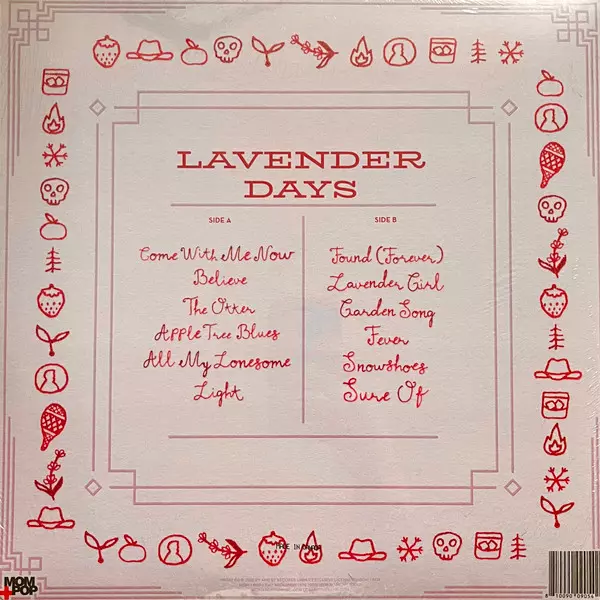 LAVENDER
DAYS
SIDE A
Come With Me Now
Believe
The Otter
Apple Tree Blues
All My Lonesome
Light
SIDE B
Found (Forever)
Lavender Girl
Garden Song
Fever
Snowshoes
Sure Of
MOM
+POP